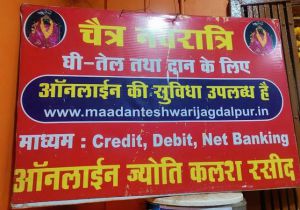 चैत्र नवरात्रि
घी-तेल तथा दान के लिए
ऑनलाईन की सुविधा उपलब्ध है
www.maadanteshwarijagdalpur.in
माध्यम : Credit, Debit, Net Banking
ऑनलाईन ज्योति कलश रसीद